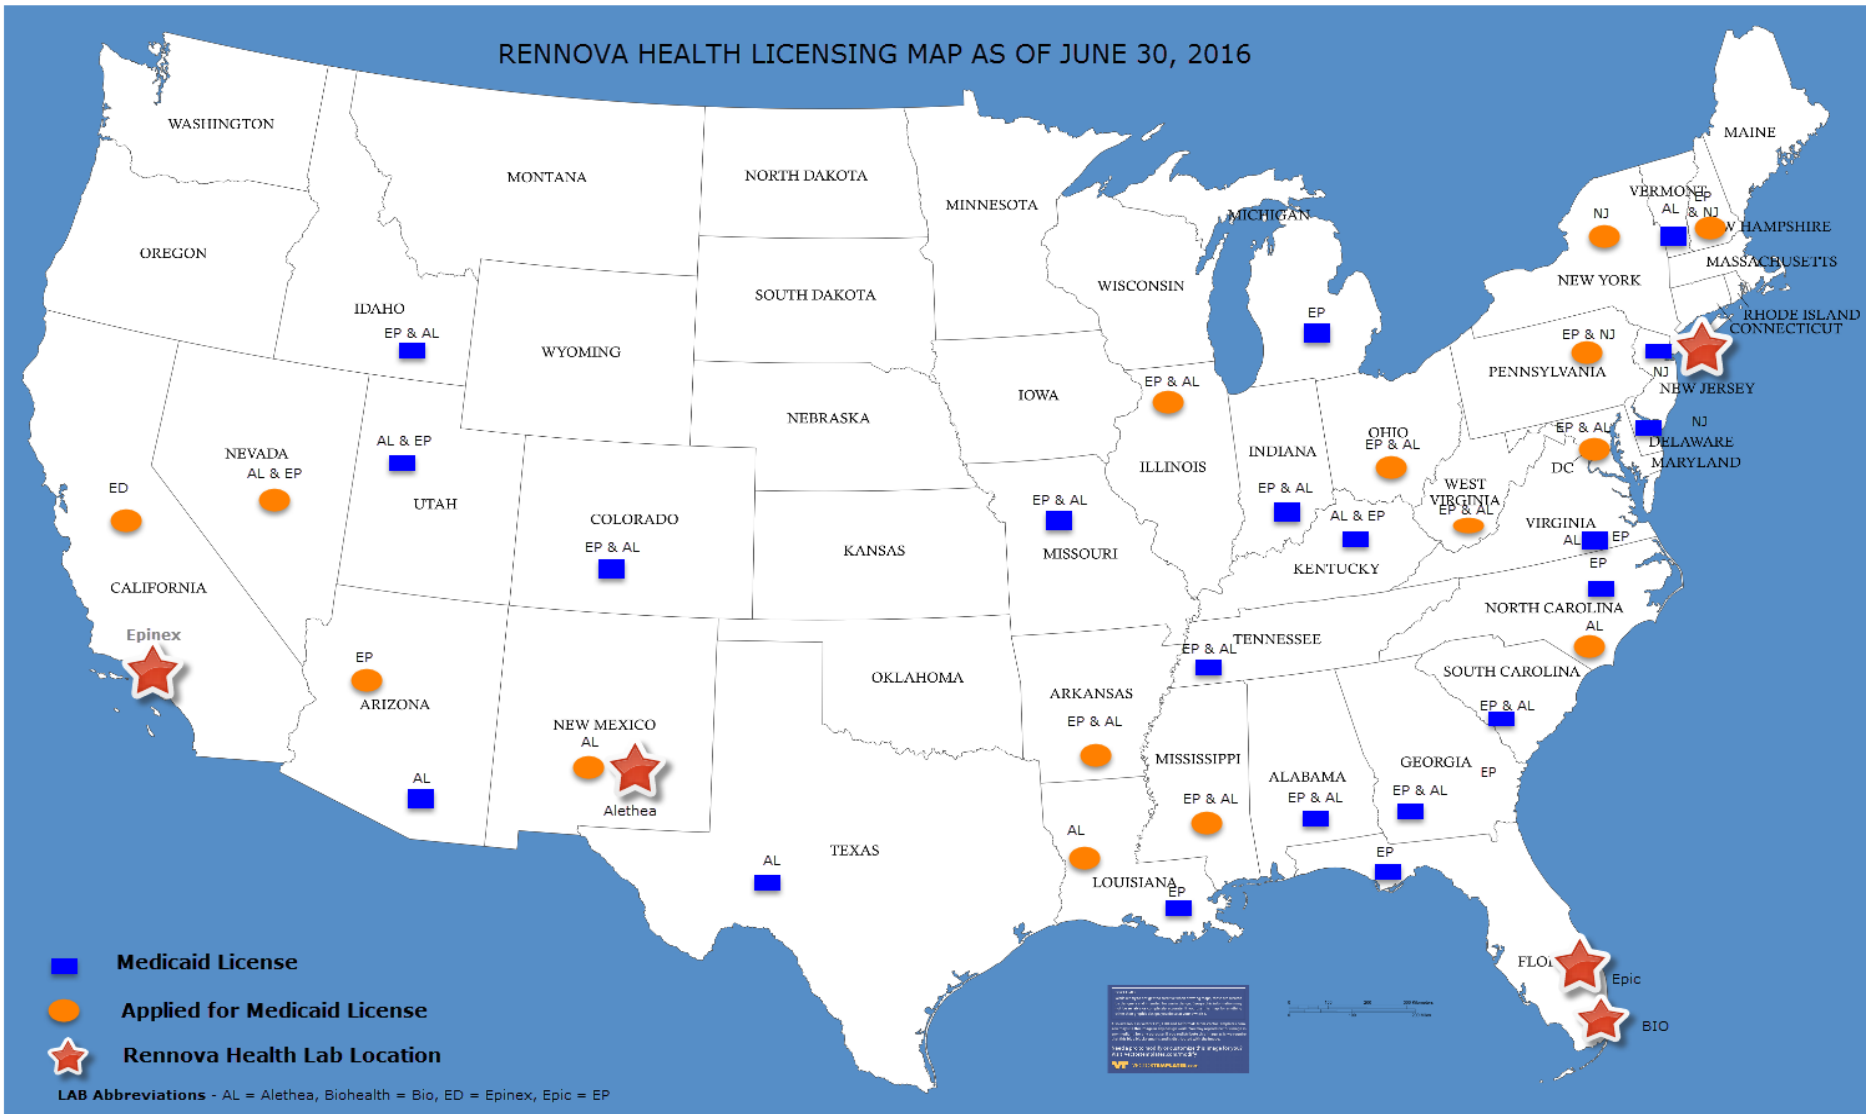 RENNOVA HEALTH LICENSING MAP AS OF JUNE 30, 2016
WASHINGTON
MAINE
MONTANA
NORTH DAKOTA
MINNESOTA
MICHIGAN
VERMONT
EP
AL
& NJ
NJ
W HAMPSHIRE
OREGON
MASSACHUSETTS
NEW YORK
WISCONSIN
SOUTH DAKOTA
IDAHO
EP & AL
EP
RHODE ISLAND
CONNECTICUT
WYOMING
EP & NJ
PENNSYLVANIA
NJ
NEW JERSEY
EP & AL
IOWA
NEBRASKA
NJ
EP & AL
OHIO
EP & AL
DELAWARE
MARYLAND
DC
AL & EP
UTAH
NEVADA
AL & EP
INDIANA
EP & AL
ILLINOIS
WEST
VIRGINIA
EP & AL
ED
EP & AL
MISSOURI
COLORADO
EP & AL
KANSAS
AL & EP
KENTUCKY
VIRGINIA
AL
EP
EP
NORTH CAROLINA
AL
CALIFORNIA
Epinex
TENNESSEE
EP & AL
SOUTH CAROLINA
EP & AL
EP
ARIZONA
AL
OKLAHOMA
ARKANSAS
EP & AL
NEW MEXICO
AL
Alethea
MISSISSIPPI
EP & AL
ALABAMA
EP & AL
GEORGIA
EP
EP & AL
TEXAS
AL
AL
LOUISIANA
EP
EP
FLO
Epic
BIO
Medicaid License
Applied for Medicaid License
Rennova Health Lab Location
LAB Abbreviations - AL = Alethea, Biohealth = Bio, ED = Epinex, Epic = EP